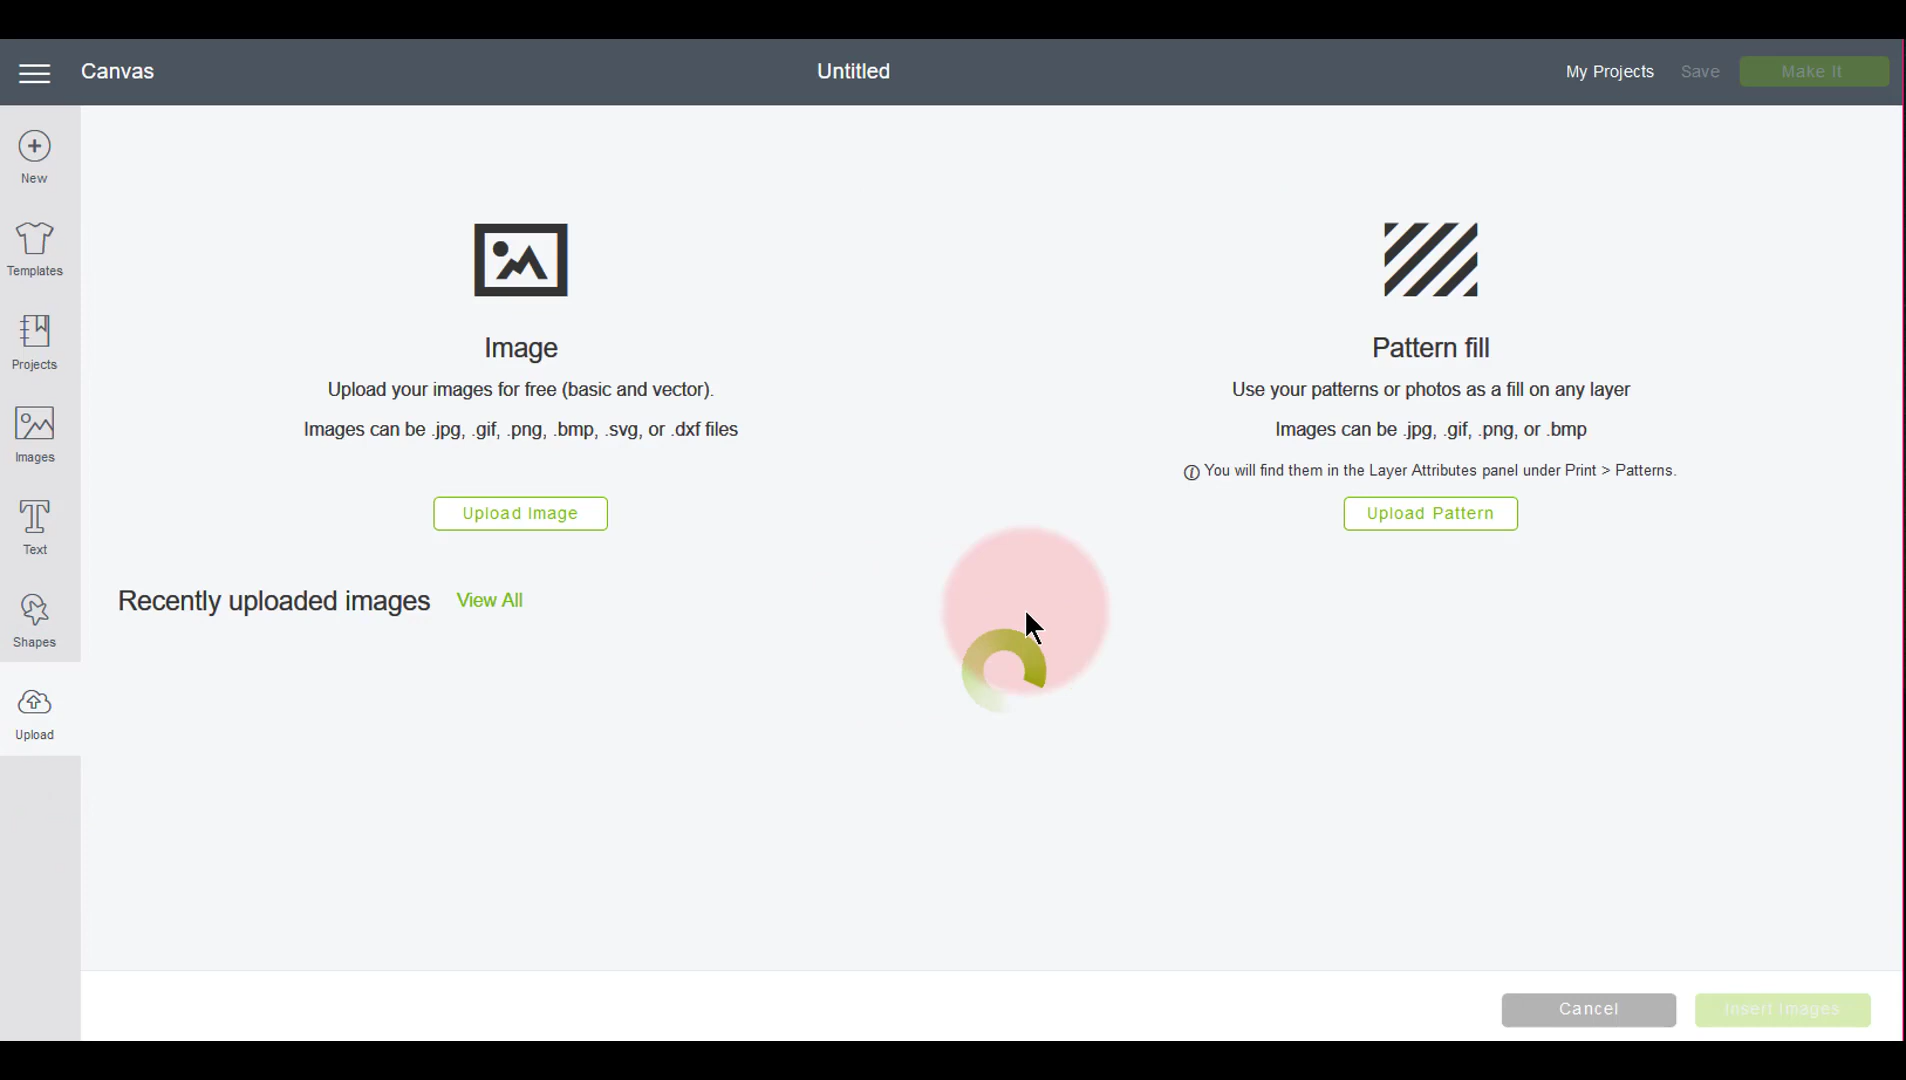 Canvas
Untitled
My Projects
Save
Make It
New
Templates
Projects
Images
Text
Shapes
Upload
Image
Upload your images for free (basic and vector).
Images can be .jpg, .gif, .png, .bmp, .svg, or .dxf files
Upload Image
Pattern fill
Use your patterns or photos as a fill on any layer
Images can be .jpg, .gif, .png, or .bmp
You will find them in the Layer Attributes panel under Print > Patterns.
Upload Pattern
Recently uploaded images
View All
Cancel
Insert Images